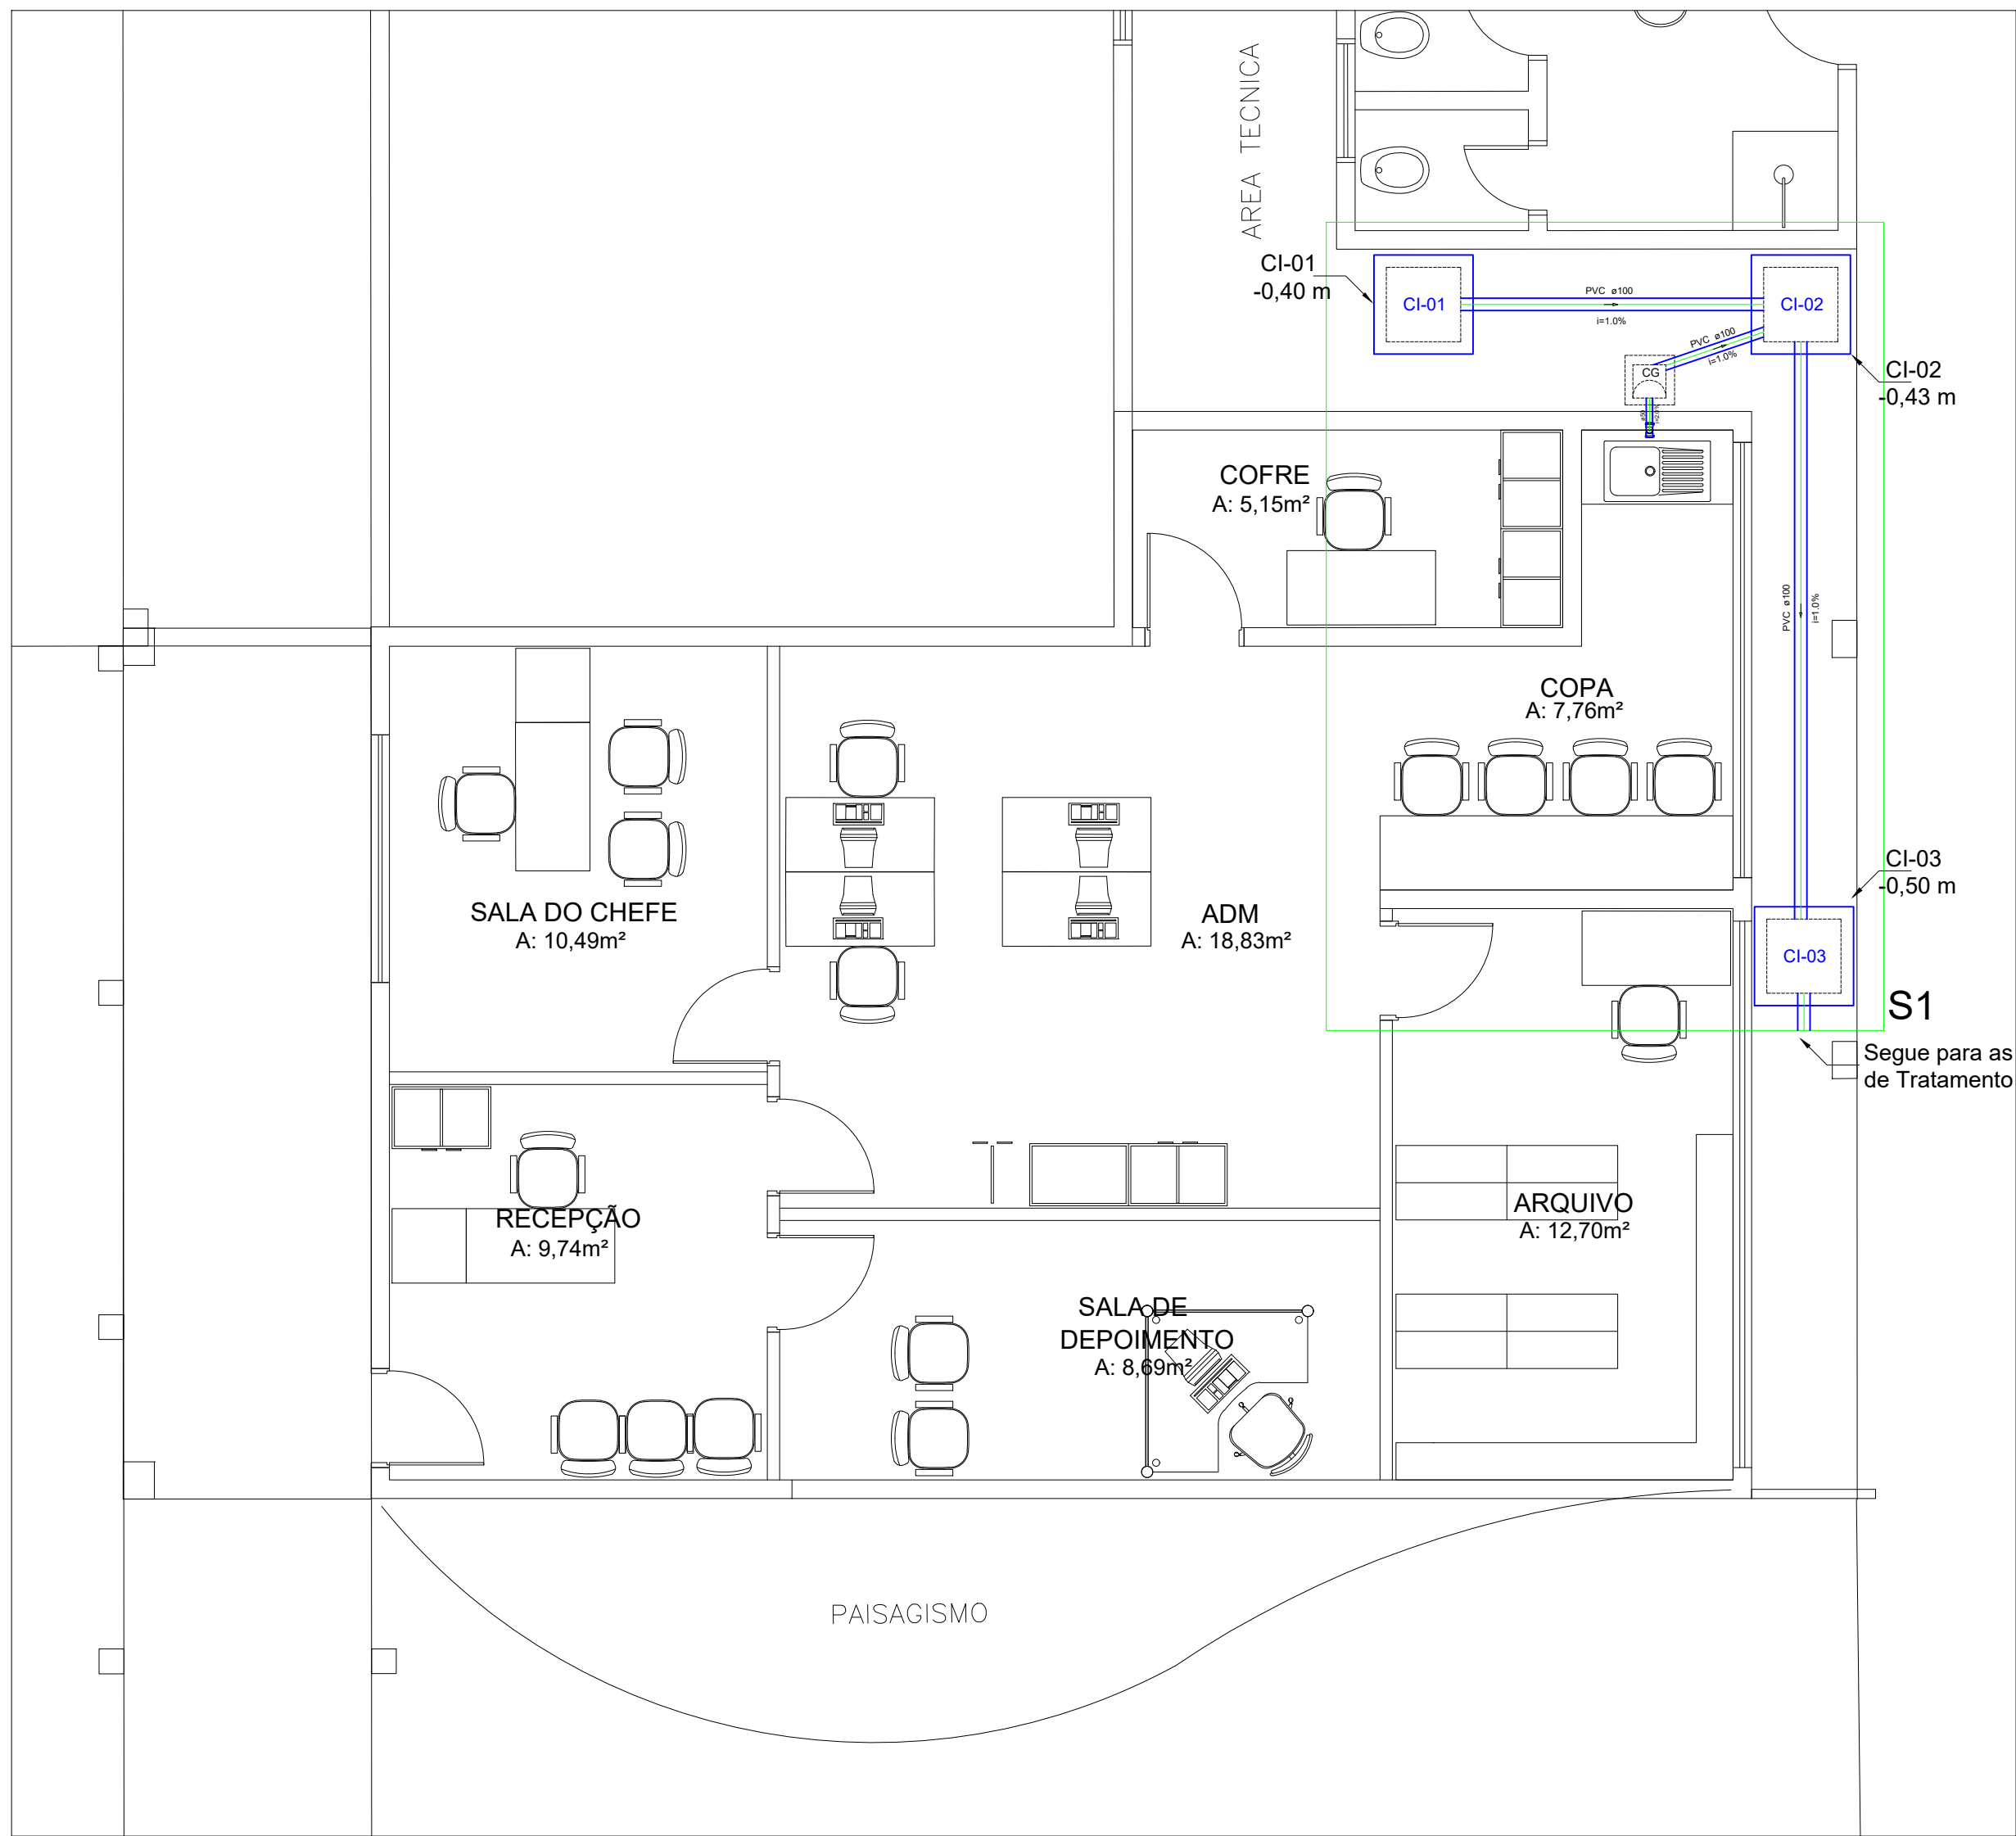 AREA TECNICA
CI-01
-0,40 m
CI-01
PVC ø100
i=1.0%
CI-02
PVC ø100
i=1.0%
CG
ø50
i=2.0%
CI-02
-0,43 m
COFRE
A: 5,15m²
PVC ø100
i=1.0%
COPA
A: 7,76m²
CI-03
-0,50 m
SALA DO CHEFE
A: 10,49m²
ADM
A: 18,83m²
CI-03
S1
Segue para as
de Tratamento
RECEPÇÃO
A: 9,74m²
ARQUIVO
A: 12,70m²
SALA DE
DEPOIMENTO
A: 8,69m²
PAISAGISMO